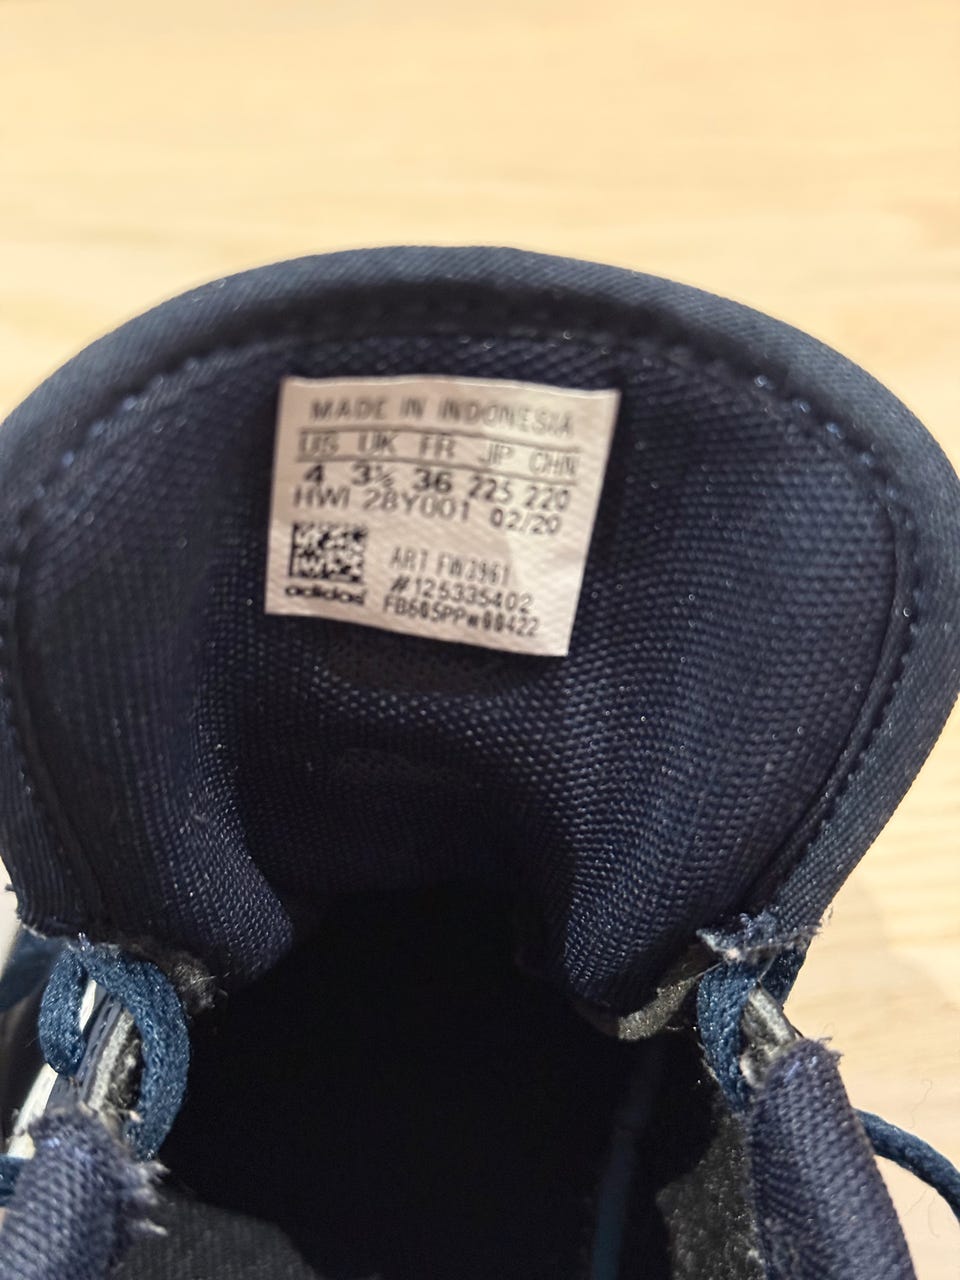 MADE IN INDONESIA
US UK FR JP CHN
4 3½ 36 225 220
HWI 28Y001 02/20
ART FW3961
#125335402
adidas